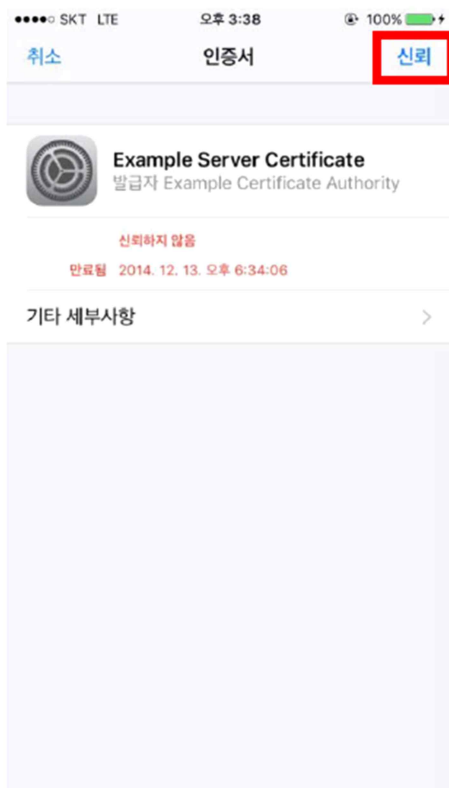 SKT LTE 오후 3:38 100%
취소 인증서 신뢰
Example Server Certificate
발급자 Example Certificate Authority
신뢰하지 않음
만료됨 2014. 12. 13. 오후 6:34:06
기타 세부사항